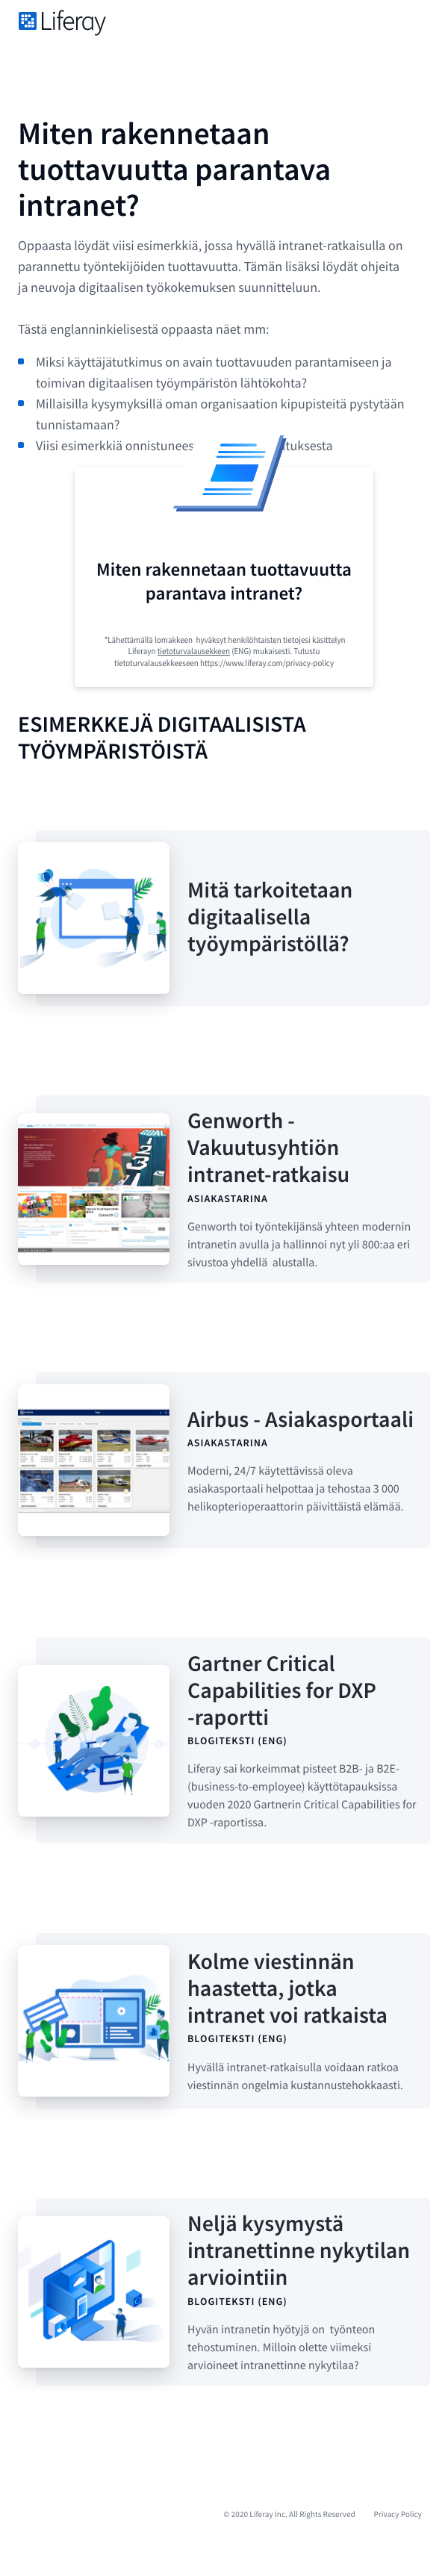 Liferay
Miten rakennetaan
tuottavuutta parantava
intranet?
Oppaasta löydät viisi esimerkkiä, jossa hyvällä intranet-ratkaisulla on
parannettu työntekijöiden tuottavuutta. Tämän lisäksi löydät ohjeita
ja neuvoja digitaalisen työkokemuksen suunnitteluun.
Tästä englanninkielisestä oppaasta näet mm:
Miksi käyttäjätutkimus on avain tuottavuuden parantamiseen ja
toimivan digitaalisen työympäristön lähtökohta?
Millaisilla kysymyksillä oman organisaation kipupisteitä pystytään
tunnistamaan?
Viisi esimerkkiä
Miten rakennetaan tuottavuutta
parantava intranet?
*Lähettämällä lomakkeen hyväksyt henkilöhtaisten tietojesi käsittelyn
Liferayn tietoturvalausekkeen (ENG) mukaisesti. Tutustu
tietoturvalausekkeeseen https://www.liferay.com/privacy-policy
ESIMERKKEJÄ DIGITAALISISTA
TYÖYMPÄRISTÖISTÄ
Mitä tarkoitetaan
digitaalisella
työympäristöllä?
Genworth -
Vakuutusyhtiön
intranet-ratkaisu
ASIAKASTARINA
Genworth toi työntekijänsä yhteen modernin
intranetin avulla ja hallinnoi nyt yli 800:aa eri
sivustoa yhdellä alustalla.
Airbus - Asiakasportaali
ASIAKASTARINA
Moderni, 24/7 käytettävissä oleva
asiakasportaali helpottaa ja tehostaa 3 000
helikopterioperaattorin päivittäistä elämää.
Gartner Critical
Capabilities for DXP
-raportti
BLOGITEKSTI (ENG)
Liferay sai korkeimmat pisteet B2B- ja B2E-
(business-to-employee) käyttötapauksissa
vuoden 2020 Gartnerin Critical Capabilities for
DXP -raportissa.
Kolme viestinnän
haastetta, jotka
intranet voi ratkaista
BLOGITEKSTI (ENG)
Hyvällä intranet-ratkaisulla voidaan ratkoa
viestinnän ongelmia kustannustehokkaasti.
Neljä kysymystä
intranettinne nykytilan
arviointiin
BLOGITEKSTI (ENG)
Hyvän intranetin hyötyjä on työnteon
tehostuminen. Milloin olette viimeksi
arvioineet intranettinne nykytilaa?
© 2020 Liferay Inc. All Rights Reserved Privacy Policy